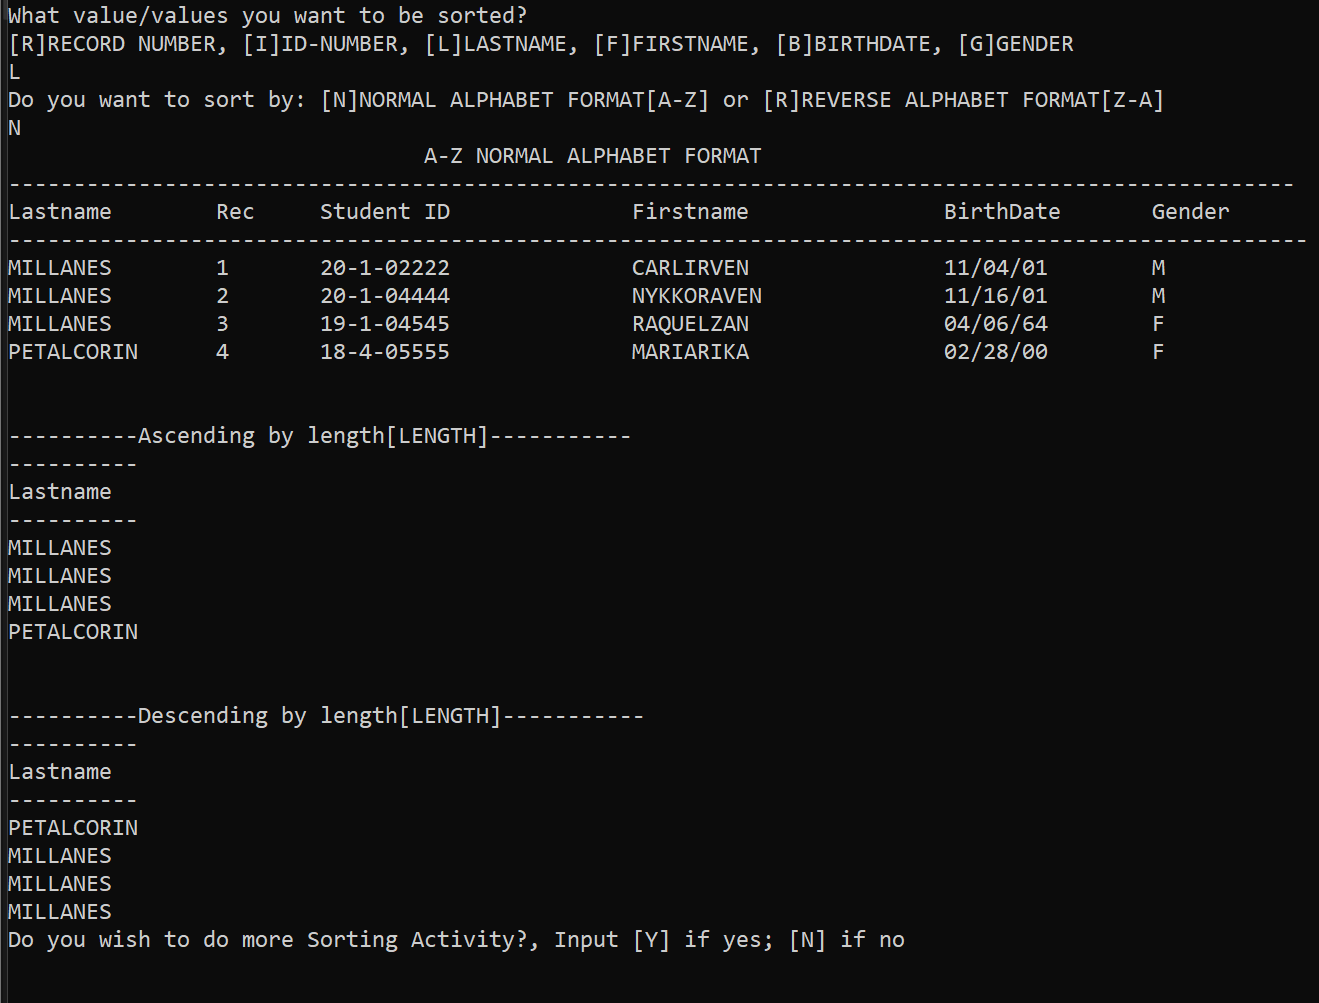 What value/values you want to be sorted?
[R]RECORD NUMBER, [I]ID-NUMBER, [L]LASTNAME, [F]FIRSTNAME, [B]BIRTHDATE, [G]GENDER
L
Do you want to sort by: [N]NORMAL ALPHABET FORMAT[A-Z] or [R]REVERSE ALPHABET FORMAT[Z-A]
N
A-Z NORMAL ALPHABET FORMAT
---------------------------------------------------------------------------------------------------
Lastname        Rec     Student ID              Firstname               BirthDate       Gender
----------------------------------------------------------------------------------------------------
MILLANES        1       20-1-02222              CARLIRVEN               11/04/01        M
MILLANES        2       20-1-04444              NYKKORAVEN              11/16/01        M
MILLANES        3       19-1-04545              RAQUELZAN               04/06/64        F
PETALCORIN      4       18-4-05555              MARIARIKA               02/28/00        F
----------Ascending by length[LENGTH]-----------
----------
Lastname
----------
MILLANES
MILLANES
MILLANES
PETALCORIN
----------Descending by length[LENGTH]-----------
----------
Lastname
----------
PETALCORIN
MILLANES
MILLANES
MILLANES
Do you wish to do more Sorting Activity?, Input [Y] if yes; [N] if no